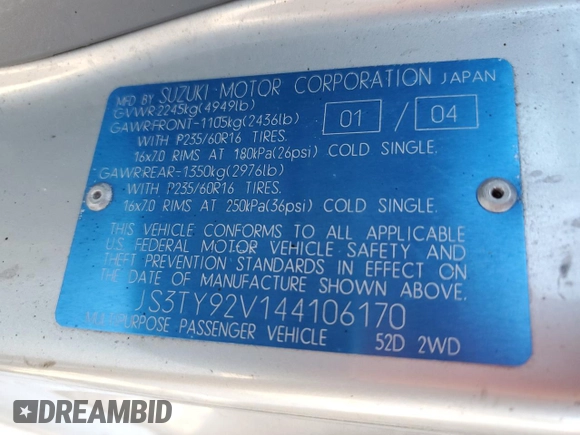 MFD BY SUZUKI MOTOR CORPORATION JAPAN
GVWR:2245kg(4949lb)
GAWR:FRONT-1105kg(2436lb) 01 / 04
WITH P235/60R16 TIRES.
16x7.0 RIMS AT 180kPa(26psi) COLD SINGLE.
GAWR:REAR-1350kg(2976lb)
WITH P235/60R16 TIRES.
16x7.0 RIMS AT 250kPa(36psi) COLD SINGLE.
THIS VEHICLE CONFORMS TO ALL APPLICABLE
U.S. FEDERAL MOTOR VEHICLE SAFETY AND
THEFT PREVENTION STANDARDS IN EFFECT ON
THE DATE OF MANUFACTURE SHOWN ABOVE.
JS3TY92V144106170
MULTIPURPOSE PASSENGER VEHICLE 52D 2WD
DREAMBID